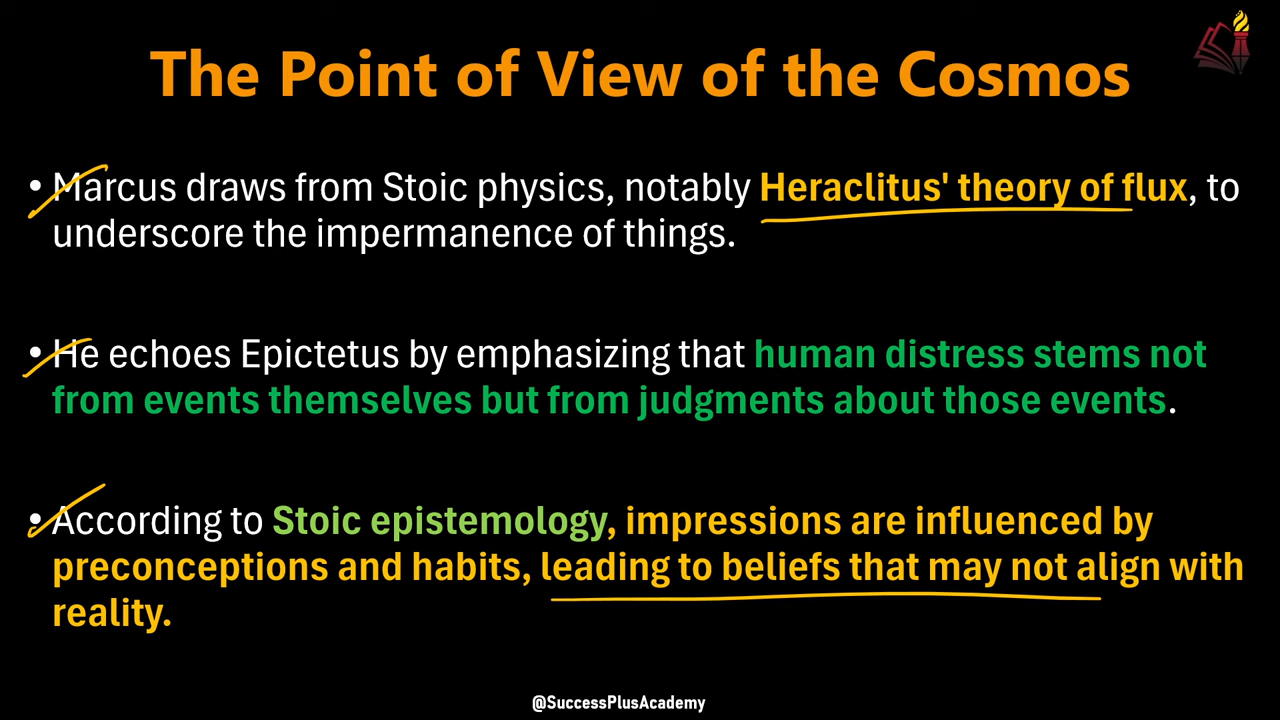 The Point of View of the Cosmos
• Marcus draws from Stoic physics, notably Heraclitus' theory of flux, to
underscore the impermanence of things.
• He echoes Epictetus by emphasizing that human distress stems not
from events themselves but from judgments about those events.
• According to Stoic epistemology, impressions are influenced by
preconceptions and habits, leading to beliefs that may not align with
reality.
@SuccessPlusAcademy